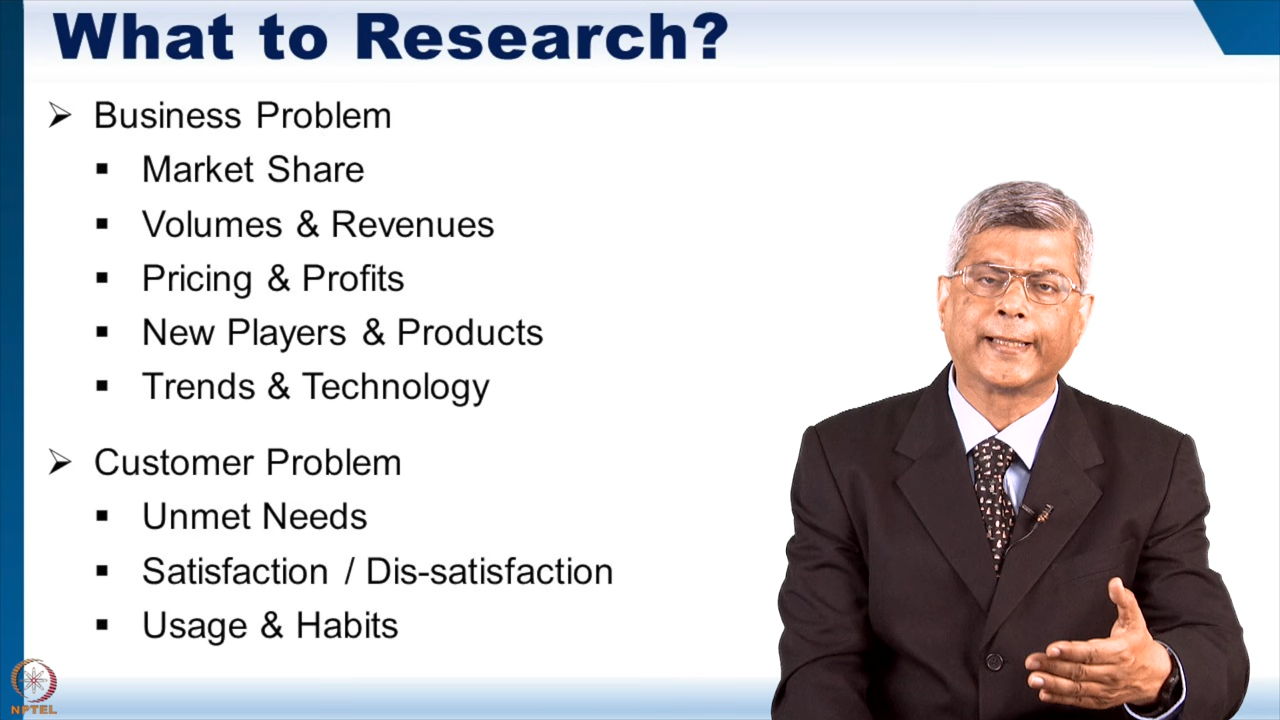 What to Research?
➢ Business Problem
▪ Market Share
▪ Volumes & Revenues
▪ Pricing & Profits
▪ New Players & Products
▪ Trends & Technology
➢ Customer Problem
▪ Unmet Needs
▪ Satisfaction / Dis-satisfaction
▪ Usage & Habits
NPTEL